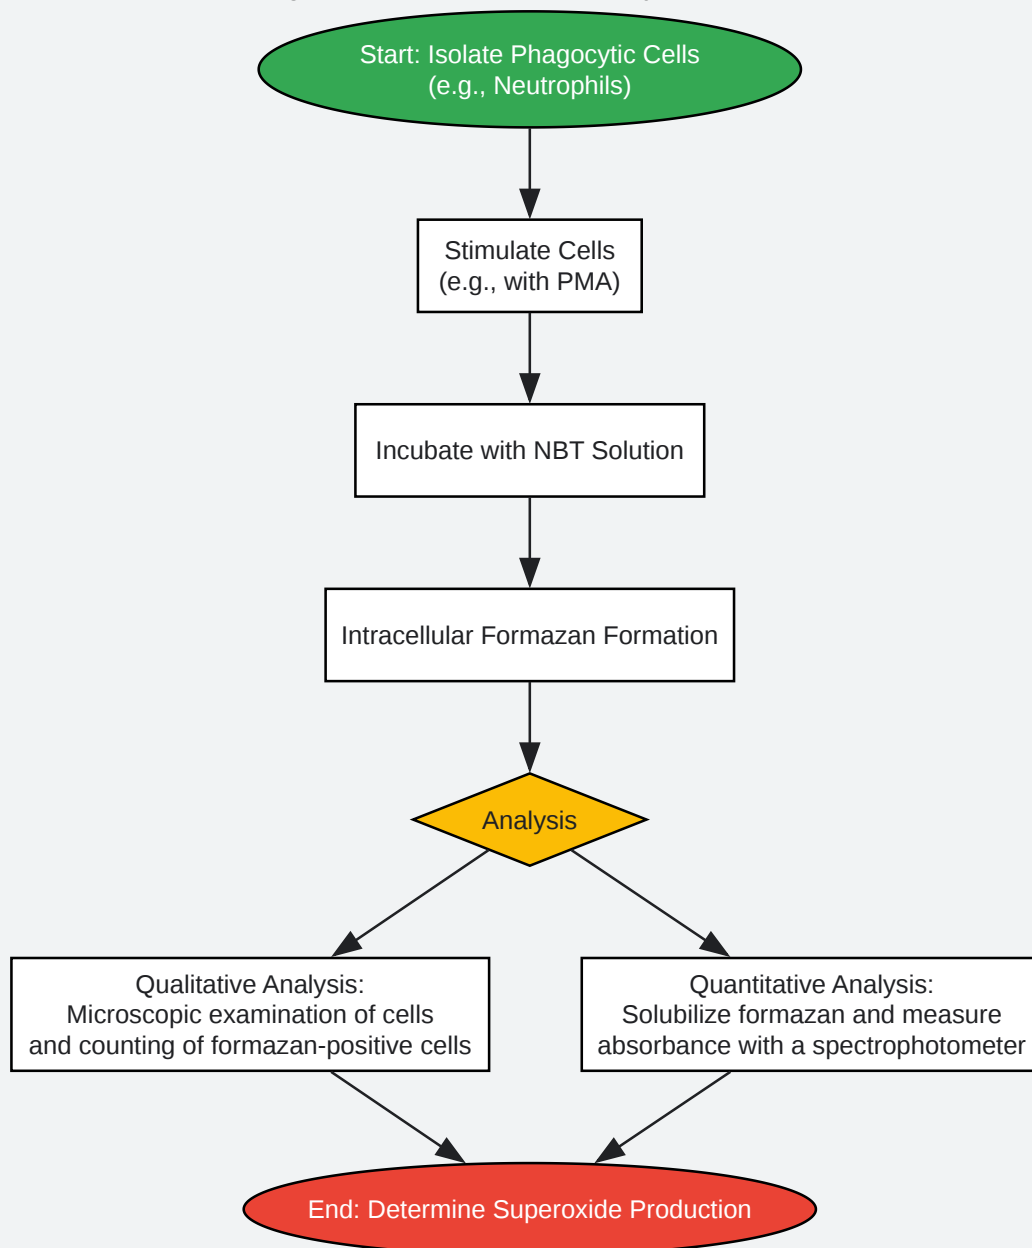 Start: Isolate Phagocytic Cells
(e.g., Neutrophils)
Stimulate Cells
(e.g., with PMA)
Incubate with NBT Solution
Intracellular Formazan Formation
Analysis
Qualitative Analysis:
Microscopic examination of cells
and counting of formazan-positive cells
Quantitative Analysis:
Solubilize formazan and measure
absorbance with a spectrophotometer
End: Determine Superoxide Production